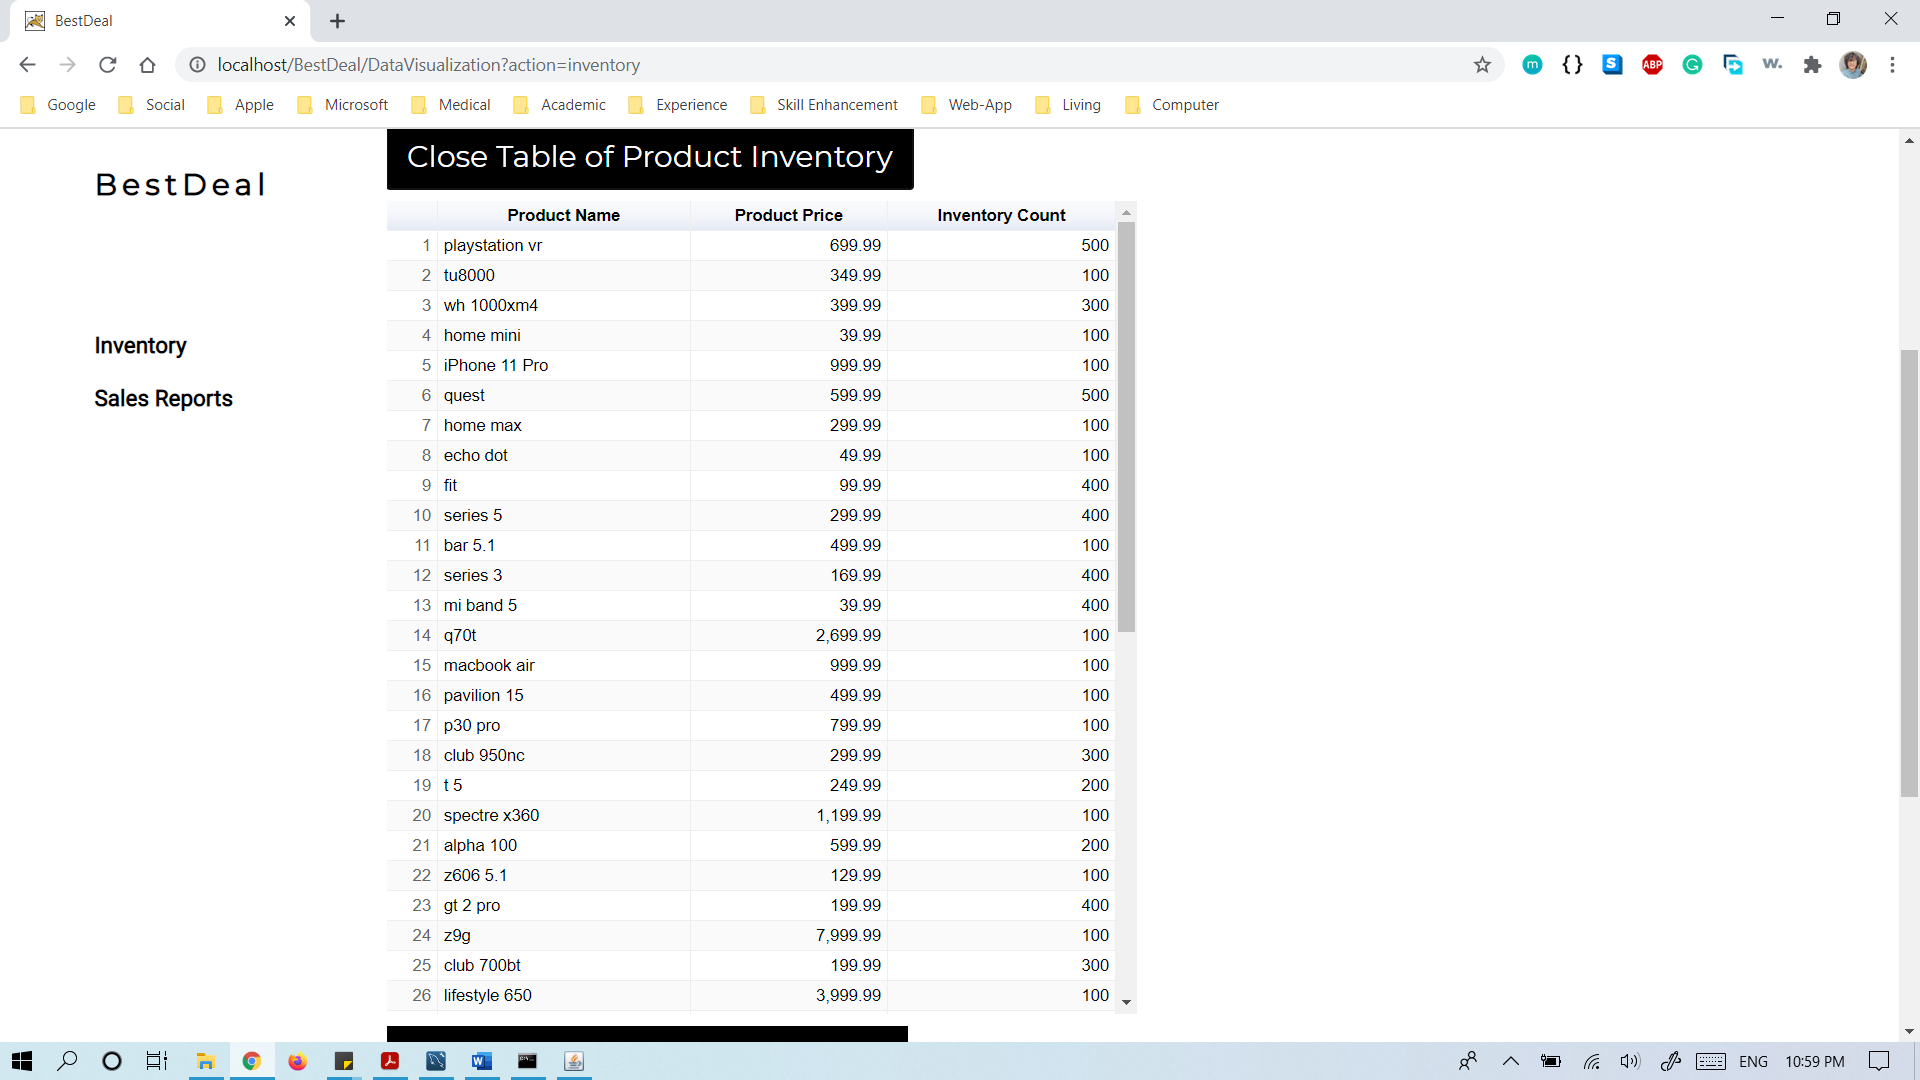 BestDeal
localhost/BestDeal/DataVisualization?action=inventory
Google Social Apple Microsoft Medical Academic Experience Skill Enhancement Web-App Living Computer
BestDeal
Inventory
Sales Reports
Close Table of Product Inventory
Product Name Product Price Inventory Count
1 playstation vr 699.99 500
2 tu8000 349.99 100
3 wh 1000xm4 399.99 300
4 home mini 39.99 100
5 iPhone 11 Pro 999.99 100
6 quest 599.99 500
7 home max 299.99 100
8 echo dot 49.99 100
9 fit 99.99 400
10 series 5 299.99 400
11 bar 5.1 499.99 100
12 series 3 169.99 400
13 mi band 5 39.99 400
14 q70t 2,699.99 100
15 macbook air 999.99 100
16 pavilion 15 499.99 100
17 p30 pro 799.99 100
18 club 950nc 299.99 300
19 t 5 249.99 200
20 spectre x360 1,199.99 100
21 alpha 100 599.99 200
22 z606 5.1 129.99 100
23 gt 2 pro 199.99 400
24 z9g 7,999.99 100
25 club 700bt 199.99 300
26 lifestyle 650 3,999.99 100
ENG 10:59 PM